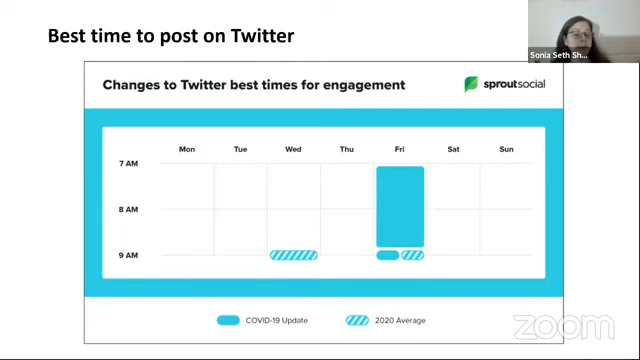 Best time to post on Twitter
Sonia Seth Sh...
Changes to Twitter best times for engagement
sproutsocial
Mon Tue Wed Thu Fri Sat Sun
7 AM
8 AM
9 AM
COVID-19 Update
2020 Average
zoom